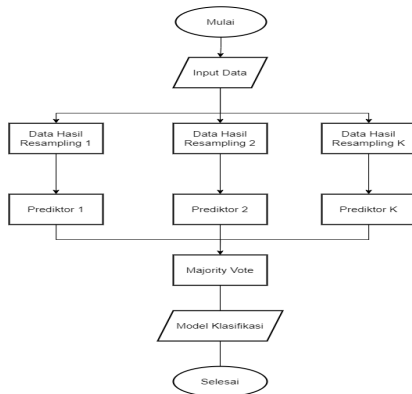 Mulai
Input Data
Data Hasil
Resampling 1
Data Hasil
Resampling 2
Data Hasil
Resampling K
Prediktor 1
Prediktor 2
Prediktor K
Majority Vote
Model Klasifikasi
Selesai